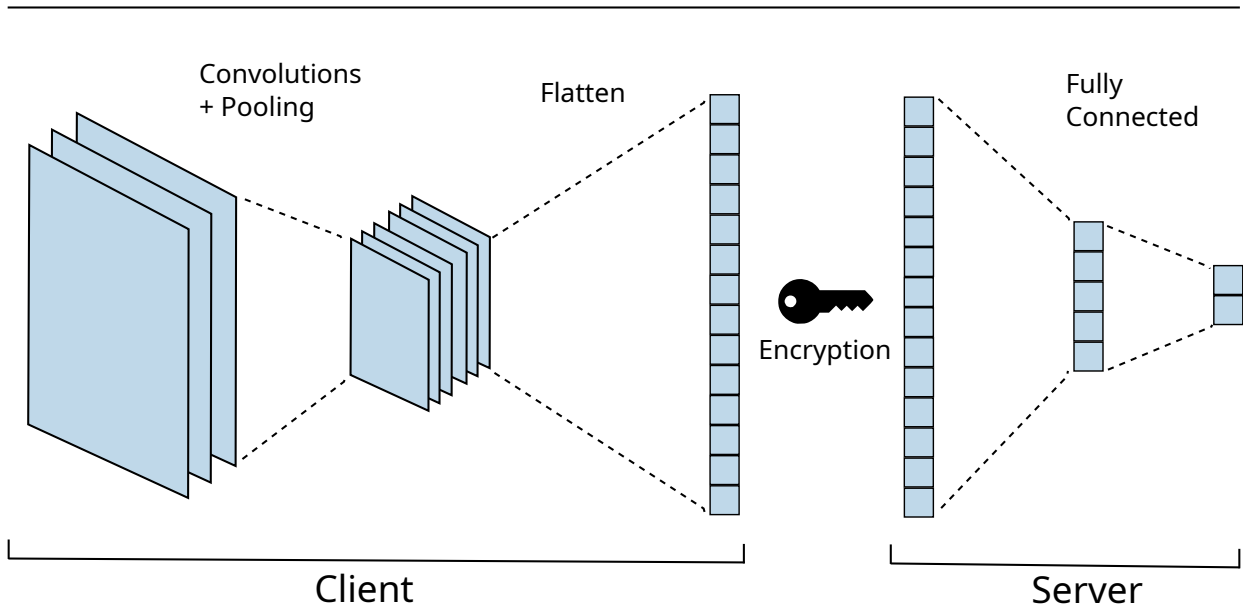 Convolutions
+ Pooling
Flatten
Fully
Connected
Encryption
Client
Server